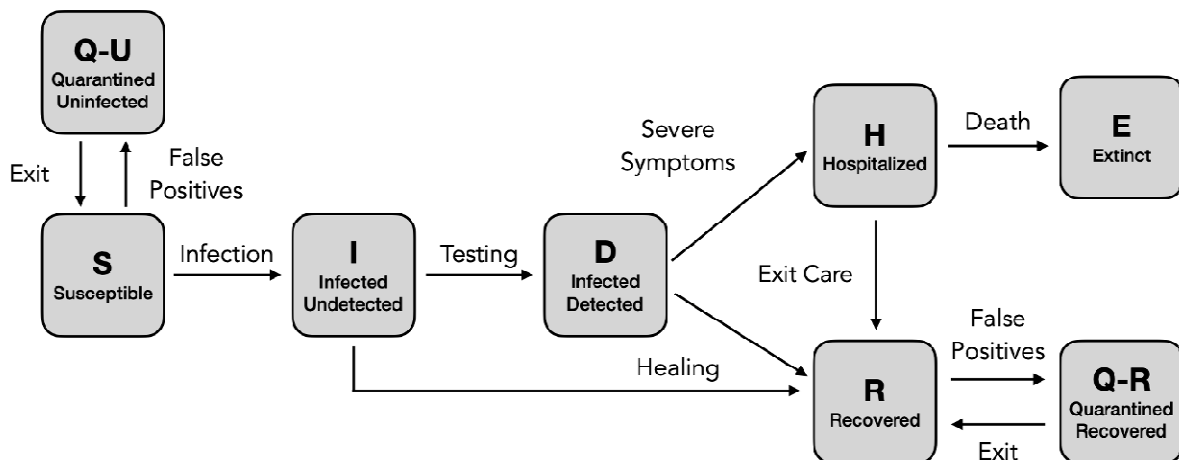 Q-U
Quarantined
Uninfected
Exit
False
Positives
S
Susceptible
Infection
I
Infected
Undetected
Testing
D
Infected
Detected
Severe
Symptoms
H
Hospitalized
Death
E
Extinct
Exit Care
Healing
R
Recovered
False
Positives
Q-R
Quarantined
Recovered
Exit